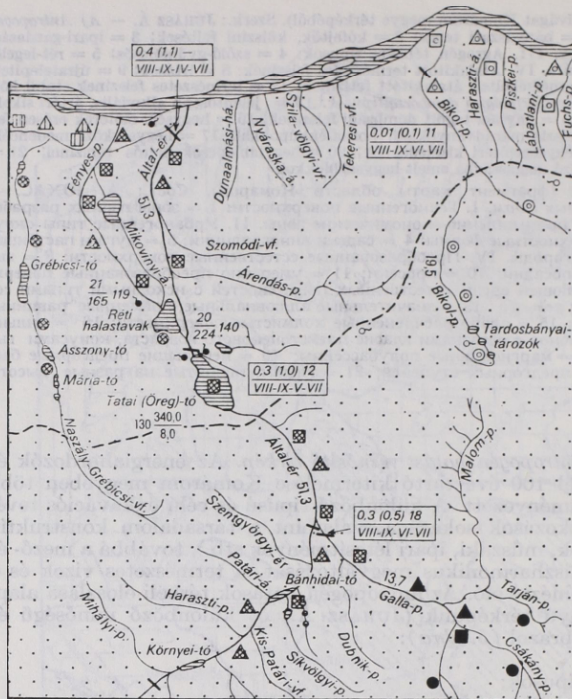 0,4 (1,1) —
VIII-IX-IV-VII
Fényes-p.
Által-ér
51,3
Mikoviny-á.
Dunaalmási-há.
Nyáraska-á.
Szila-völgyi-vf.
Tekeresi-vf.
Bikol-p.
Haraszti-á.
Piszkei-p.
Lábatlani-p.
Fuchs-p.
0,01 (0,1) 11
VIII-IX-VI-VII
Szomódi-vf.
Arendás-p.
19,5
Bikol-p.
Grébicsi-tó
21
165
119
Réti
halastavak
20
224
140
Tardosbányai-
tározók
Asszony-tó
Mária-tó
0,3 (1,0) 12
VIII-IX-V-VII
Tatai (Öreg)-tó
130
340,0
8,0
Naszály-Grébicsi-vf.
Által-ér 51,3
Malom-p.
0,3 (0,5) 18
VIII-IX-VI-VII
Szentgyörgyi-ér
Patári-á.
Bánhidai-tó
13,7
Galla-p.
Tarján-p.
Haraszti-p.
Mihályi-p.
Környei-tó
Kis-Patári-vf.
Síkvölgyi-p.
Dubnik-p.
Csákány-p.